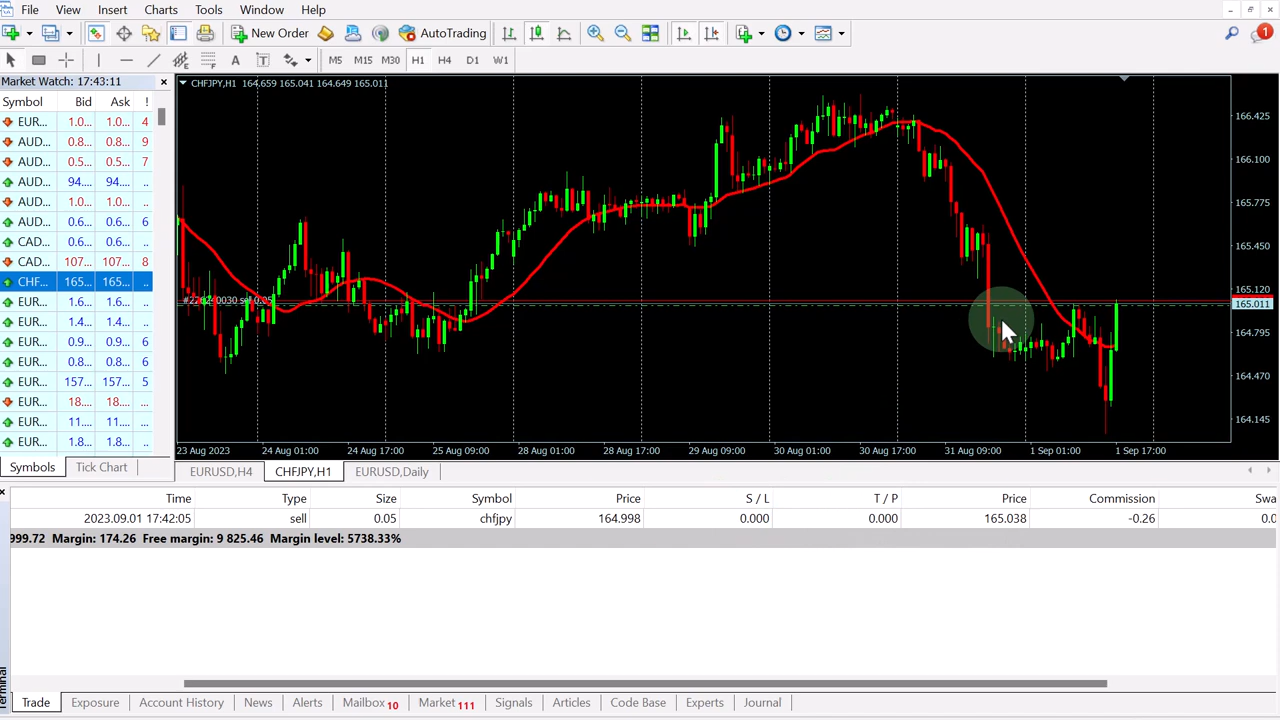 File View Insert Charts Tools Window Help
New Order AutoTrading 1
A T M5 M15 M30 H1 H4 D1 W1
Market Watch: 17:43:11
Symbol Bid Ask !
EUR... 1.0... 1.0... 4
AUD... 0.8... 0.8... 9
AUD... 0.5... 0.5... 7
AUD... 94.... 94.... ..
AUD... 1.0... 1.0... ..
AUD... 0.6... 0.6... 6
CAD... 0.6... 0.6... ..
CAD... 107... 107... 8
CHF... 165... 165... ..
EUR... 1.6... 1.6... ..
EUR... 1.4... 1.4... ..
EUR... 0.9... 0.9... 6
EUR... 0.8... 0.8... 6
EUR... 157... 157... 5
EUR... 18.... 18.... ...
EUR... 11.... 11.... ..
EUR... 1.8... 1.8... ..
Symbols Tick Chart
CHFJPY,H1 164.659 165.041 164.649 165.011
sell 0.05
166.425
166.100
165.775
165.450
165.120
165.011
164.795
164.470
164.145
23 Aug 2023 24 Aug 01:00 24 Aug 17:00 25 Aug 09:00 28 Aug 01:00 28 Aug 17:00 29 Aug 09:00 30 Aug 01:00 30 Aug 17:00 31 Aug 09:00 1 Sep 01:00 1 Sep 17:00
EURUSD,H4 CHFJPY,H1 EURUSD,Daily
Time Type Size Symbol Price S / L T / P Price Commission Swa
2023.09.01 17:42:05 sell 0.05 chfjpy 164.998 0.000 0.000 165.038 -0.26 0.0
999.72 Margin: 174.26 Free margin: 9 825.46 Margin level: 5738.33%
Terminal
Trade Exposure Account History News Alerts Mailbox 10 Market 111 Signals Articles Code Base Experts Journal